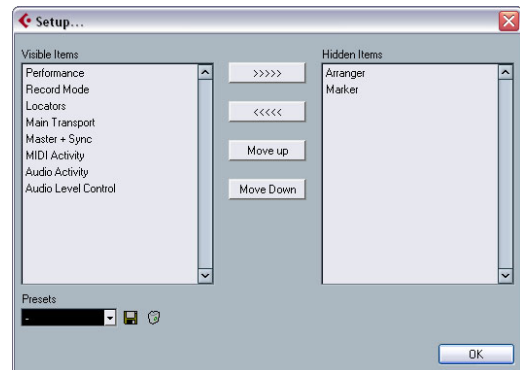 Setup...
Visible Items
Performance
Record Mode
Locators
Main Transport
Master + Sync
MIDI Activity
Audio Activity
Audio Level Control
>>>>>
<<<<<
Move up
Move Down
Hidden Items
Arranger
Marker
Presets
-
OK